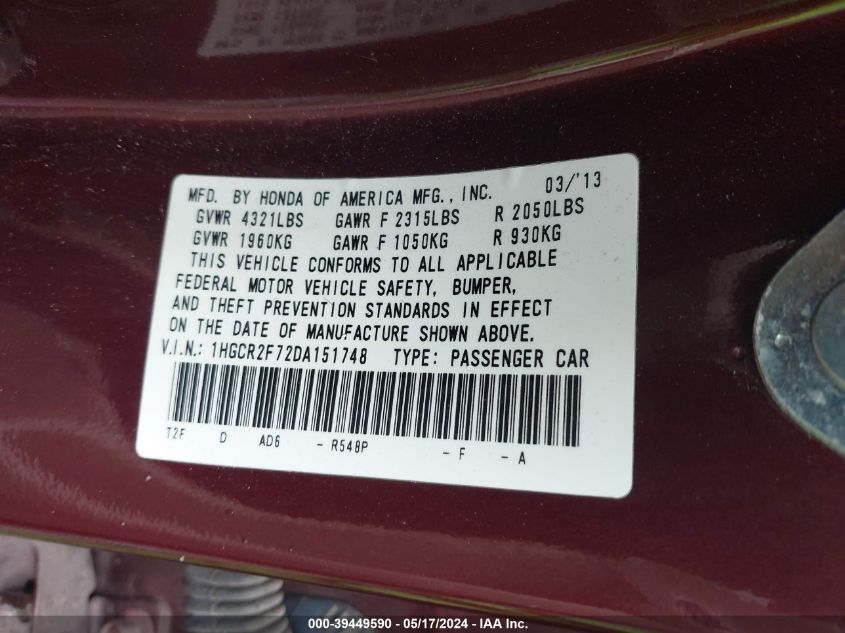 MFD. BY HONDA OF AMERICA MFG., INC. 03/'13
GVWR 4321LBS GAWR F 2315LBS R 2050LBS
GVWR 1960KG GAWR F 1050KG R 930KG
THIS VEHICLE CONFORMS TO ALL APPLICABLE
FEDERAL MOTOR VEHICLE SAFETY, BUMPER,
AND THEFT PREVENTION STANDARDS IN EFFECT
ON THE DATE OF MANUFACTURE SHOWN ABOVE.
V.I.N.: 1HGCR2F72DA151748 TYPE: PASSENGER CAR
T2F D AD6 - R548P - F - A
000-39449590 - 05/17/2024 - IAA Inc.